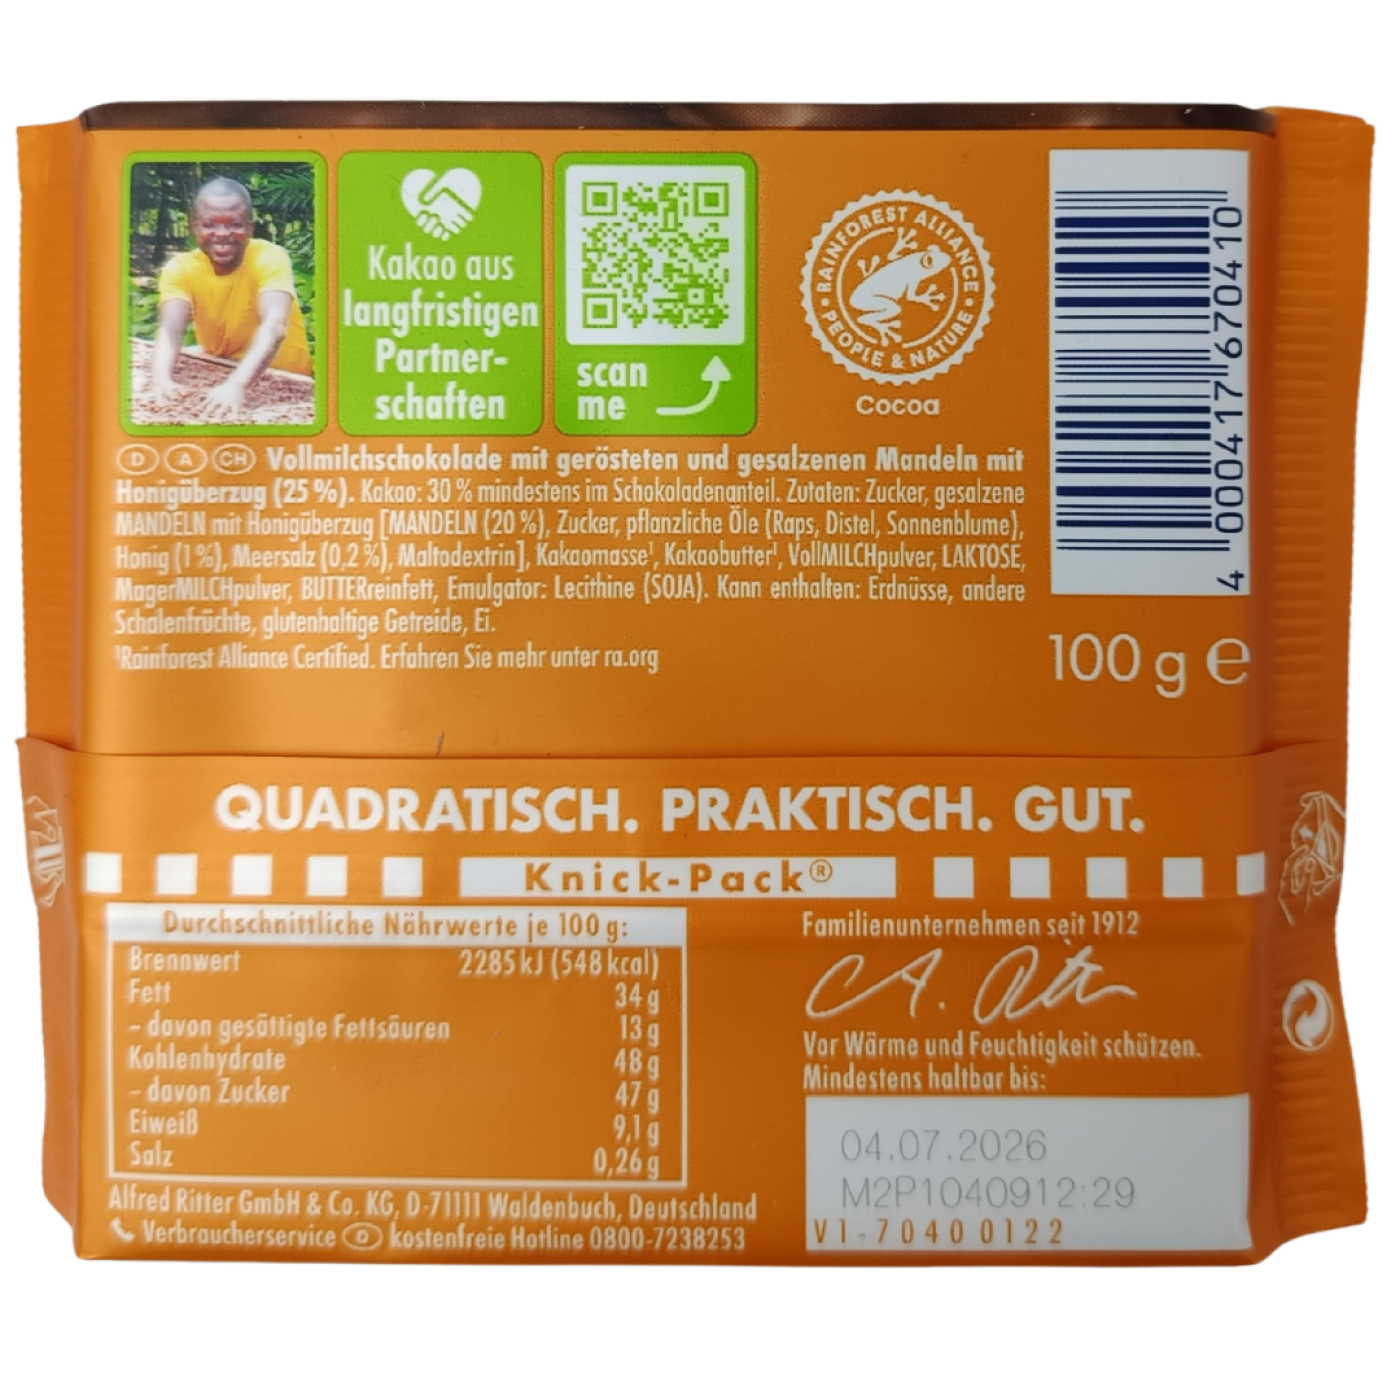 Kakao aus
langfristigen
Partner-
schaften
scan
me
RAINFOREST ALLIANCE
PEOPLE & NATURE
Cocoa
4 000417 670410
D A CH Vollmilchschokolade mit gerösteten und gesalzenen Mandeln mit
Honigüberzug (25 %). Kakao: 30 % mindestens im Schokoladenanteil. Zutaten: Zucker, gesalzene
MANDELN mit Honigüberzug [MANDELN (20 %), Zucker, pflanzliche Öle (Raps, Distel, Sonnenblume),
Honig (1 %), Meersalz (0,2 %), Maltodextrin], Kakaomasse¹, Kakaobutter¹, VollMILCHpulver, LAKTOSE,
MagerMILCHpulver, BUTTERreinfett, Emulgator: Lecithine (SOJA). Kann enthalten: Erdnüsse, andere
Schalenfrüchte, glutenhaltige Getreide, Ei.
¹Rainforest Alliance Certified. Erfahren Sie mehr unter ra.org
100 g e
QUADRATISCH. PRAKTISCH. GUT.
Knick-Pack®
Durchschnittliche Nährwerte je 100 g:
Brennwert 2285 kJ (548 kcal)
Fett 34 g
- davon gesättigte Fettsäuren 13 g
Kohlenhydrate 48 g
- davon Zucker 47 g
Eiweiß 9,1 g
Salz 0,26 g
Alfred Ritter GmbH & Co. KG, D-71111 Waldenbuch, Deutschland
Verbraucherservice D kostenfreie Hotline 0800-7238253
Familienunternehmen seit 1912
A. Ritter
Vor Wärme und Feuchtigkeit schützen.
Mindestens haltbar bis:
04.07.2026
M2P1040912:29
V1-70400122